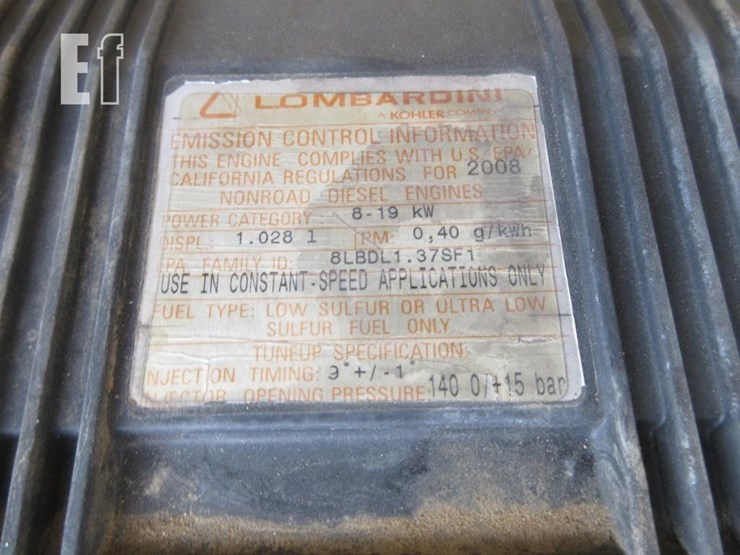 Ef
LOMBARDINI
A KOHLER COMPANY
EMISSION CONTROL INFORMATION
THIS ENGINE COMPLIES WITH U.S. EPA/
CALIFORNIA REGULATIONS FOR 2008
NONROAD DIESEL ENGINES
POWER CATEGORY 8-19 kW
DISPL: 1.028 l PM: 0,40 g/kWh
EPA FAMILY ID: 8LBDL1.37SF1
USE IN CONSTANT-SPEED APPLICATIONS ONLY
FUEL TYPE: LOW SULFUR OR ULTRA LOW
SULFUR FUEL ONLY
TUNEUP SPECIFICATION
INJECTION TIMING: 9°+/-1°
INJECTOR OPENING PRESSURE: 140 0/+15 bar